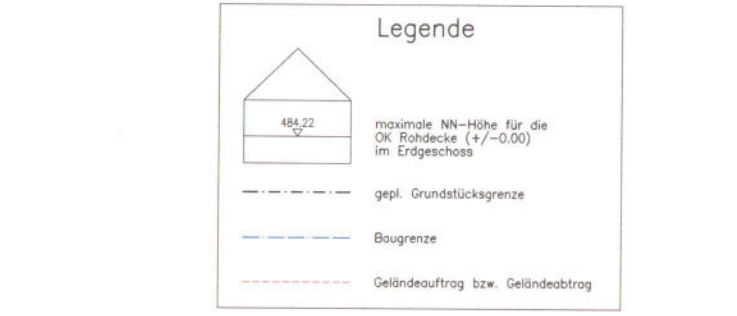 Legende
484.22
maximale NN-Höhe für die
OK Rohdecke (+/-0.00)
im Erdgeschoss
gepl. Grundstücksgrenze
Baugrenze
Geländeauftrag bzw. Geländeabtrag